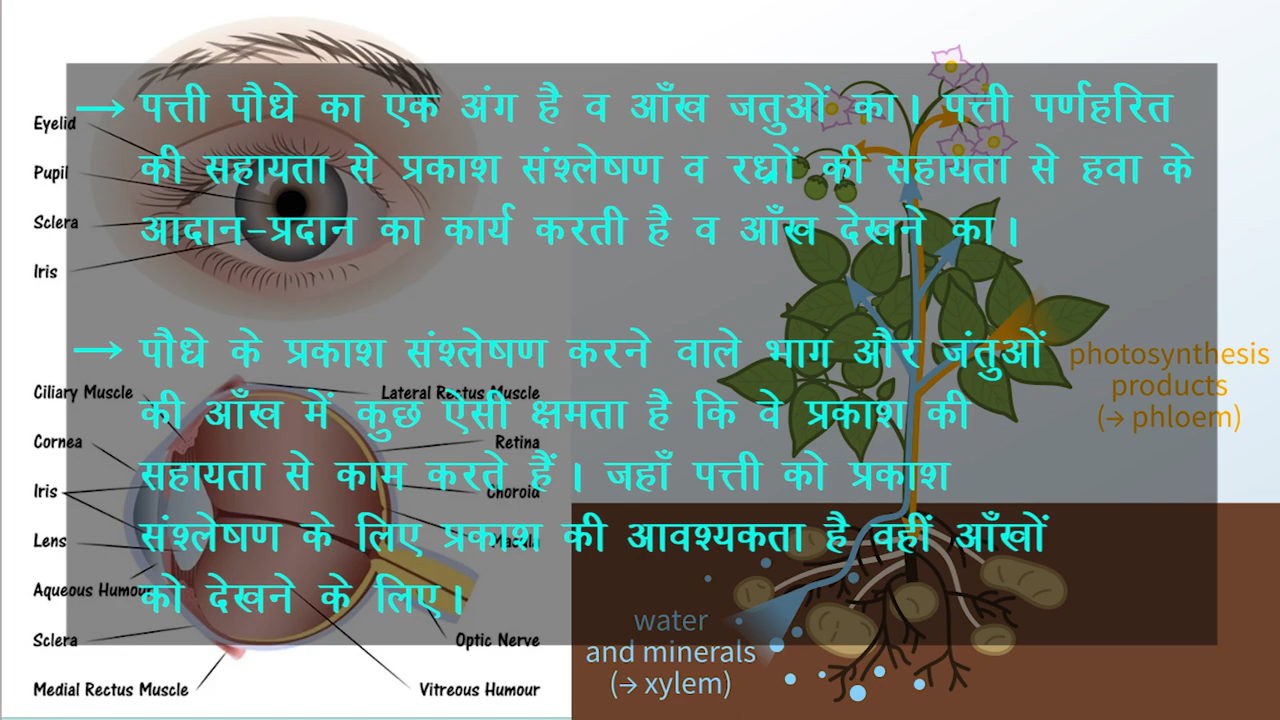 → पत्ती पौधे का एक अंग है व आँख जतुओं का। पत्ती पर्णहरित
की सहायता से प्रकाश संश्लेषण व रध्रों की सहायता से हवा के
आदान-प्रदान का कार्य करती है व आँख देखने का।
→ पौधे के प्रकाश संश्लेषण करने वाले भाग और जंतुओं
की आँख में कुछ ऐसी क्षमता है कि वे प्रकाश की
सहायता से काम करते हैं। जहाँ पत्ती को प्रकाश
संश्लेषण के लिए प्रकाश की आवश्यकता है वहीं आँखों
को देखने के लिए।
Eyelid
Pupil
Sclera
Iris
Ciliary Muscle
Cornea
Iris
Lens
Aqueous Humour
Sclera
Medial Rectus Muscle
Lateral Rectus Muscle
Retina
Choroid
Macula
Optic Nerve
Vitreous Humour
photosynthesis
products
(→ phloem)
water
and minerals
(→ xylem)